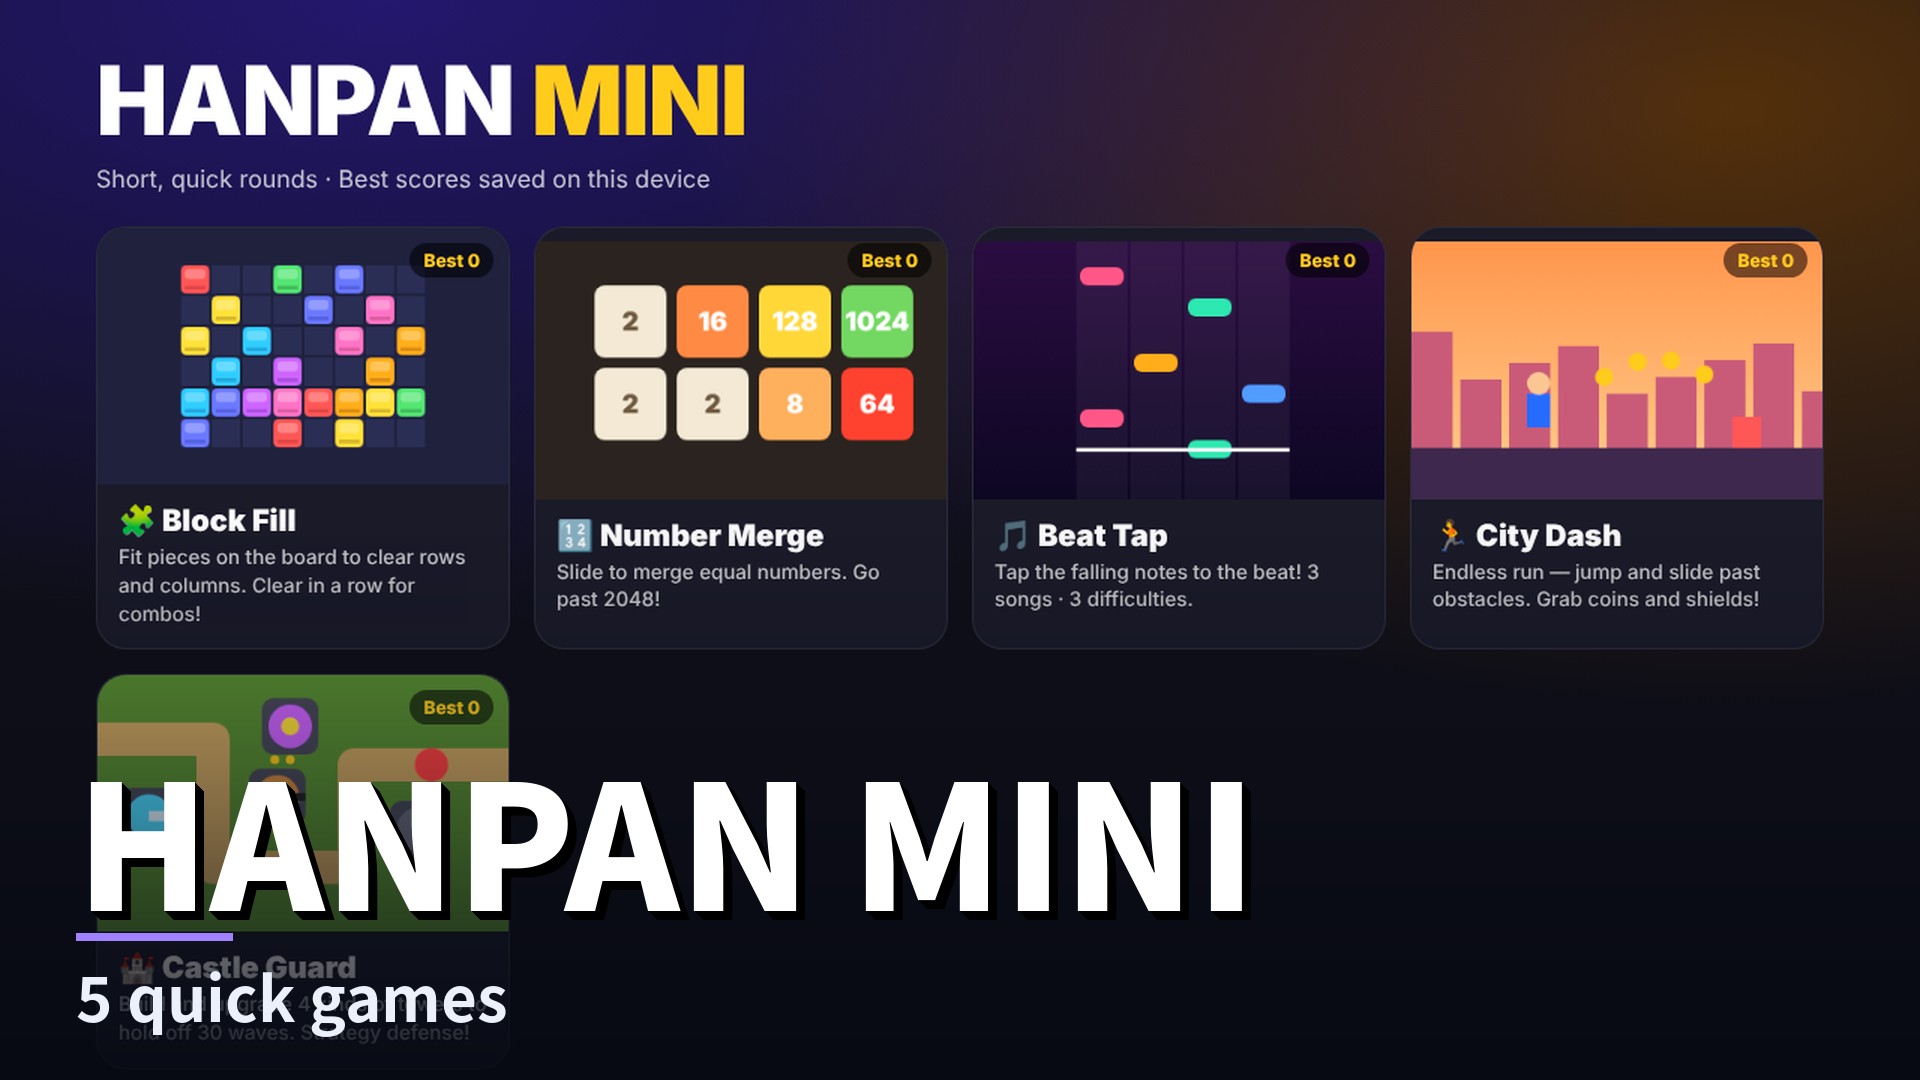 HANPAN MINI
Short, quick rounds · Best scores saved on this device
Best 0
Best 0
Best 0
Best 0
2 16 128 1024
2 2 8 64
🧩 Block Fill
Fit pieces on the board to clear rows
and columns. Clear in a row for
combos!
🔢 Number Merge
Slide to merge equal numbers. Go
past 2048!
🎵 Beat Tap
Tap the falling notes to the beat! 3
songs · 3 difficulties.
🏃 City Dash
Endless run — jump and slide past
obstacles. Grab coins and shields!
Best 0
HANPAN MINI
🏰 Castle Guard
5 quick games
hold off 30 waves. Strategy defense!